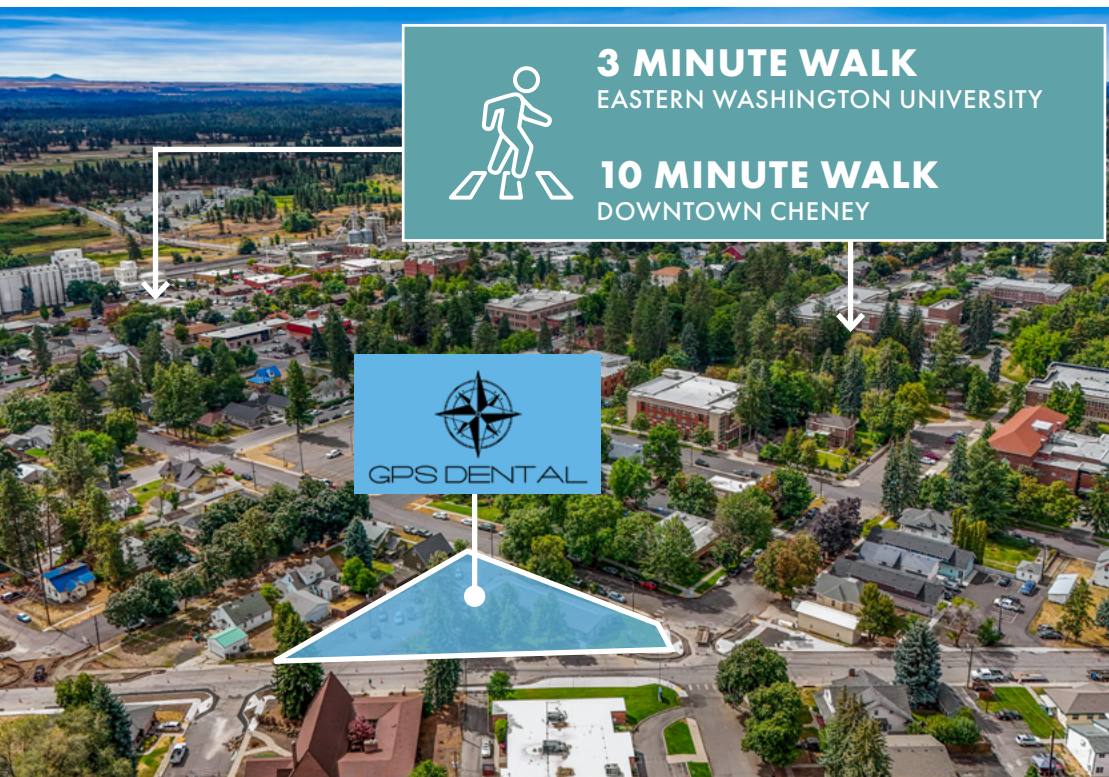 3 MINUTE WALK
EASTERN WASHINGTON UNIVERSITY
10 MINUTE WALK
DOWNTOWN CHENEY
GPS DENTAL